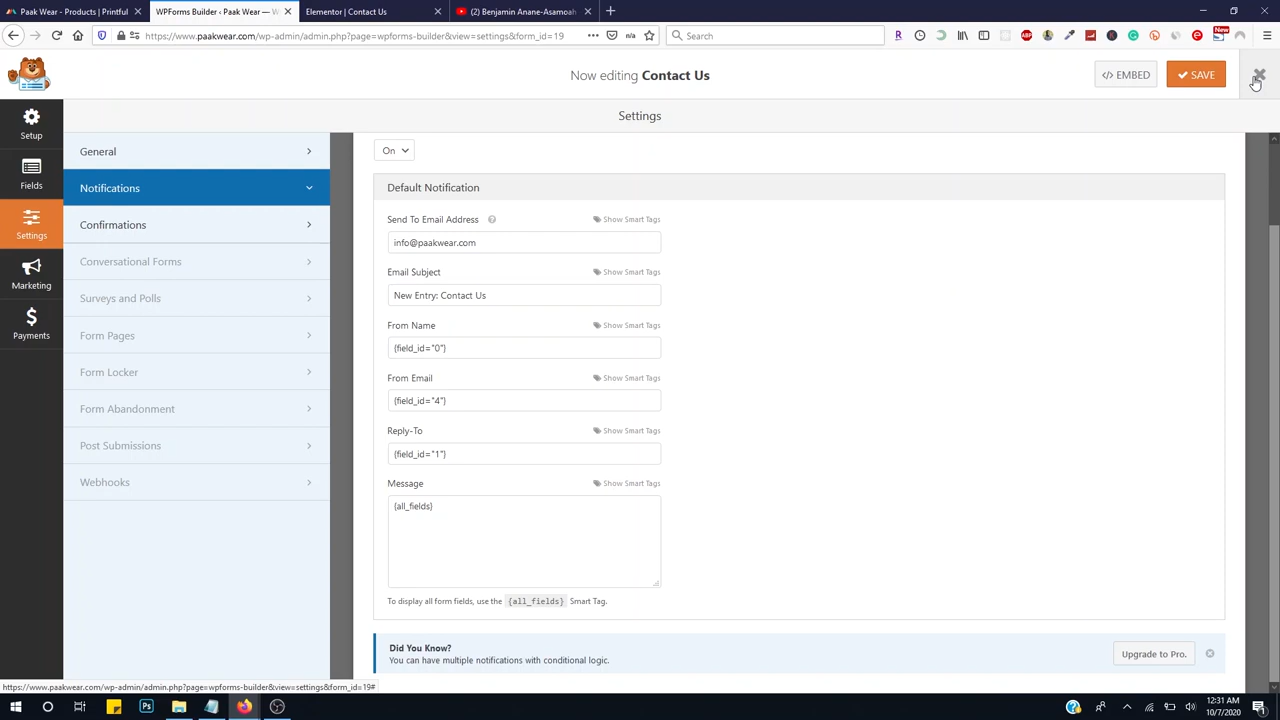 Paak Wear - Products | Printful
WPForms Builder ‹ Paak Wear — W
Elementor | Contact Us
(2) Benjamin Anane-Asamoah
https://www.paakwear.com/wp-admin/admin.php?page=wpforms-builder&view=settings&form_id=19
Search
New
Now editing Contact Us
</> EMBED
SAVE
Setup
Fields
Settings
Marketing
Payments
Settings
General
Notifications
Confirmations
Conversational Forms
Surveys and Polls
Form Pages
Form Locker
Form Abandonment
Post Submissions
Webhooks
On
Default Notification
Send To Email Address
Show Smart Tags
info@paakwear.com
Email Subject
Show Smart Tags
New Entry: Contact Us
From Name
Show Smart Tags
{field_id="0"}
From Email
Show Smart Tags
{field_id="4"}
Reply-To
Show Smart Tags
{field_id="1"}
Message
Show Smart Tags
{all_fields}
To display all form fields, use the {all_fields} Smart Tag.
Did You Know?
You can have multiple notifications with conditional logic.
Upgrade to Pro.
https://www.paakwear.com/wp-admin/admin.php?page=wpforms-builder&view=settings&form_id=19#
12:31 AM
10/7/2020